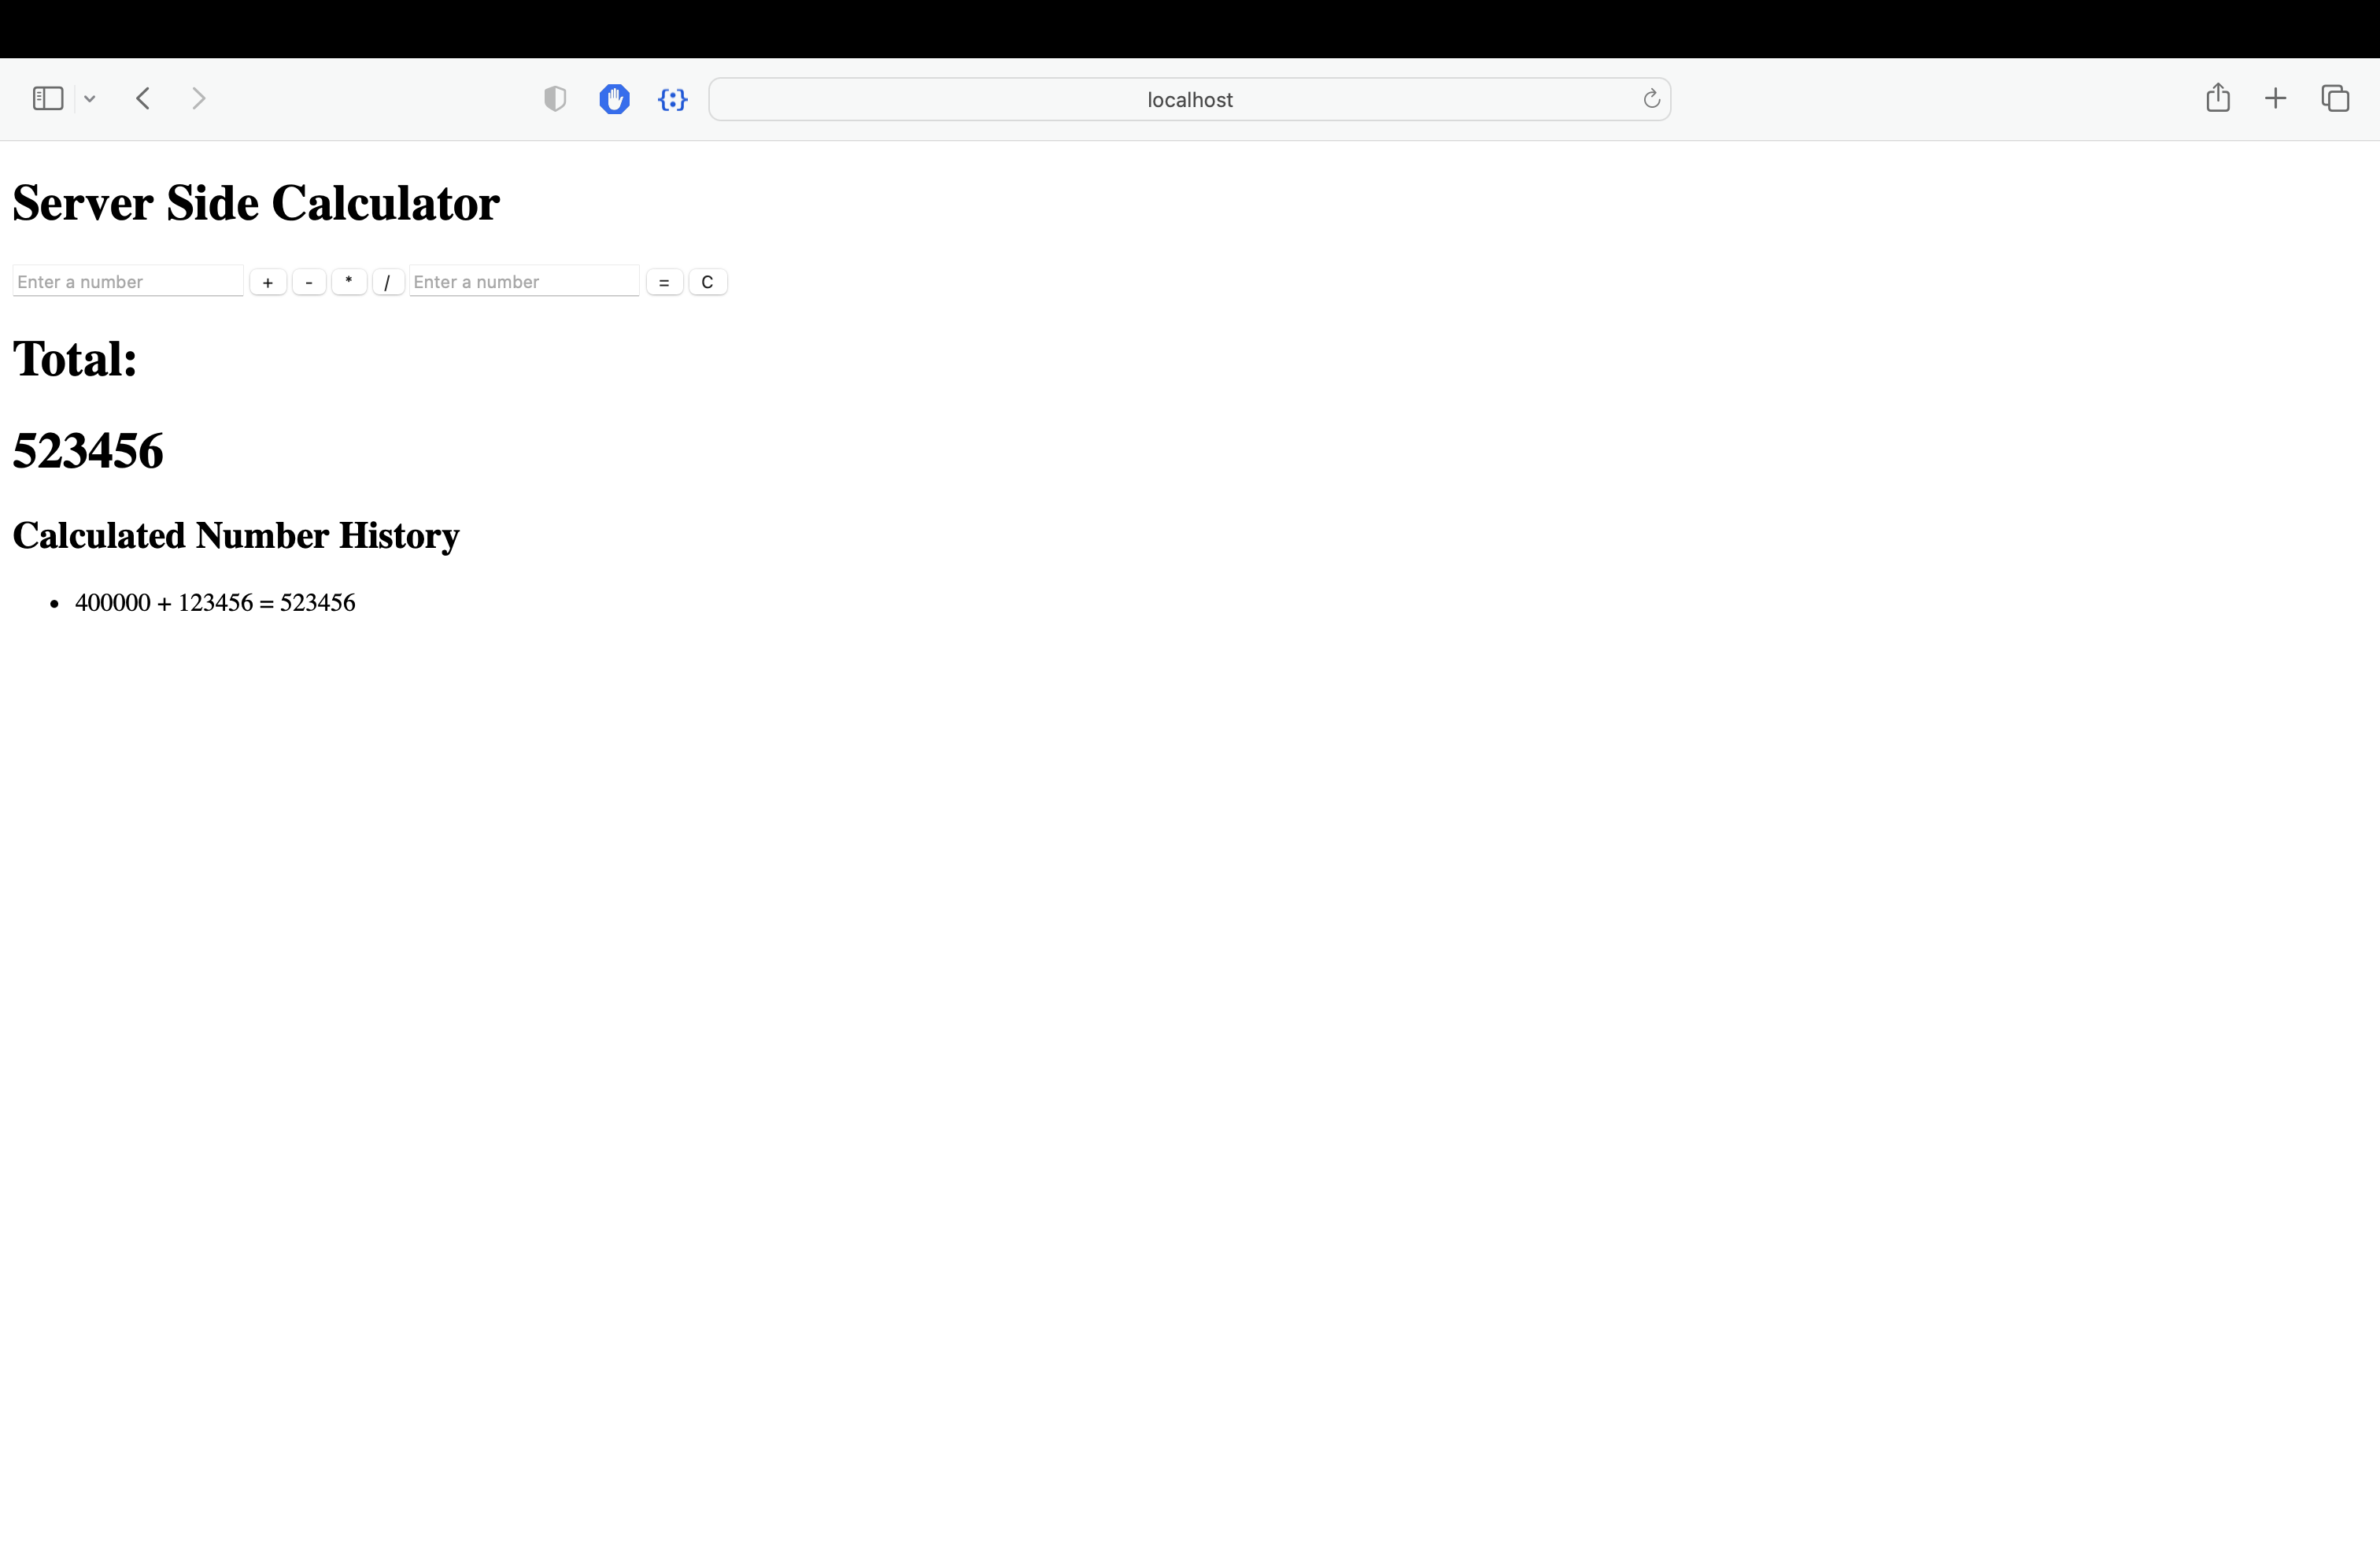 localhost
Server Side Calculator
Enter a number + - * / Enter a number = C
Total:
523456
Calculated Number History
• 400000 + 123456 = 523456